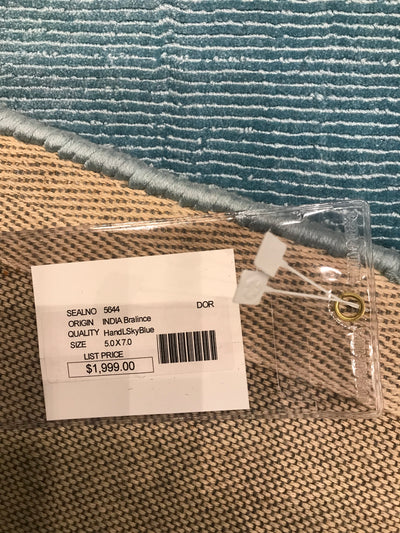 SEALNO 5644 DOR
ORIGIN INDIA Bralince
QUALITY HandLSkyBlue
SIZE 5.0 X 7.0
LIST PRICE
$1,999.00